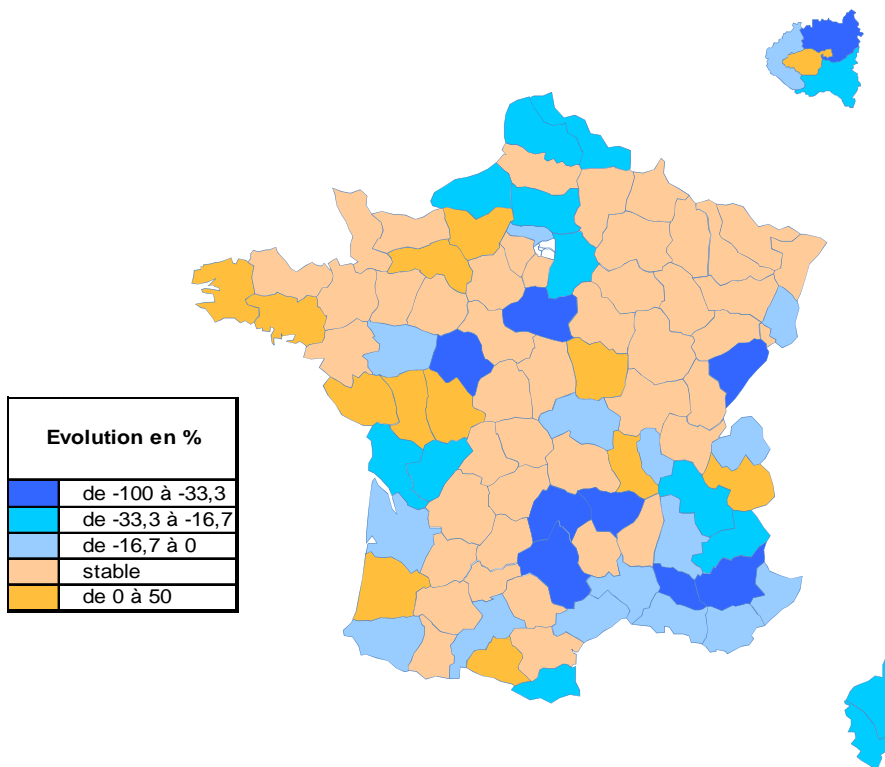 Evolution en %
de -100 à -33,3
de -33,3 à -16,7
de -16,7 à 0
stable
de 0 à 50